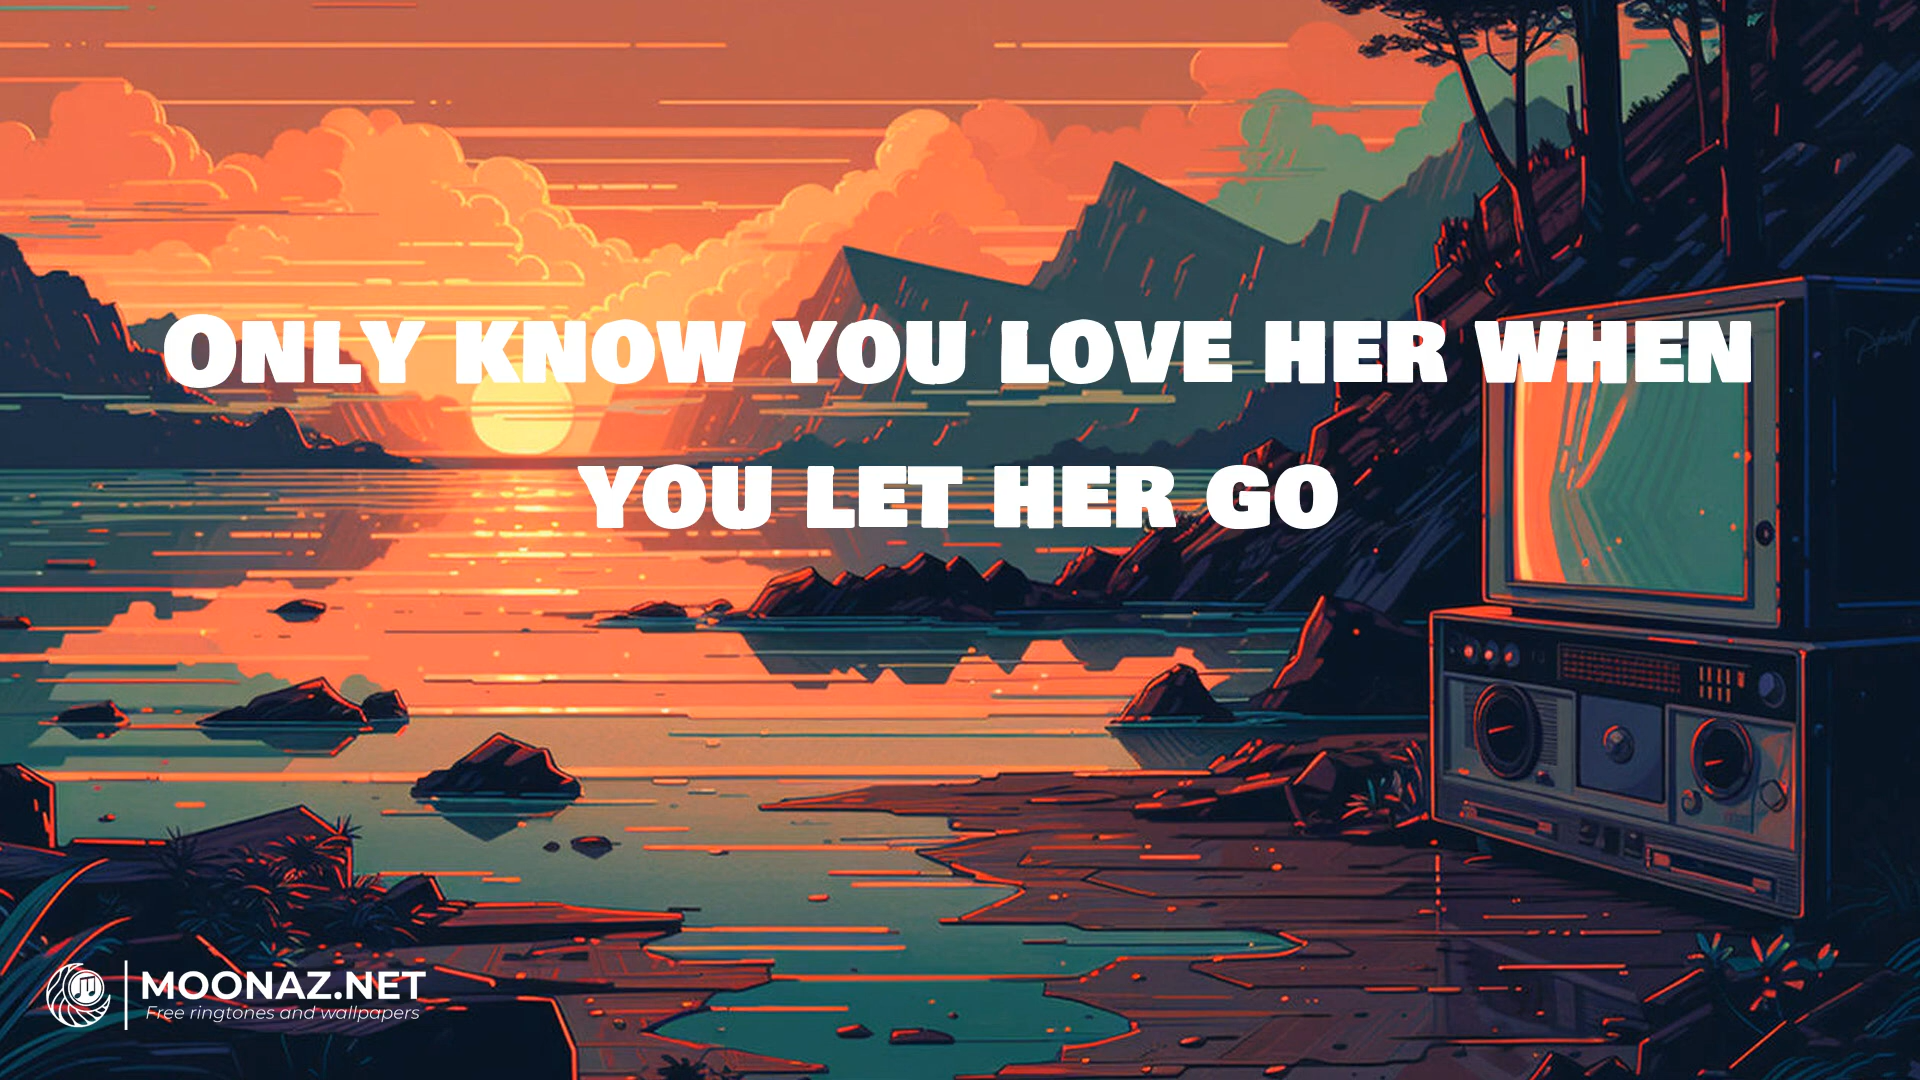 Only know you love her when
you let her go
MOONAZ.NET
Free ringtones and wallpapers